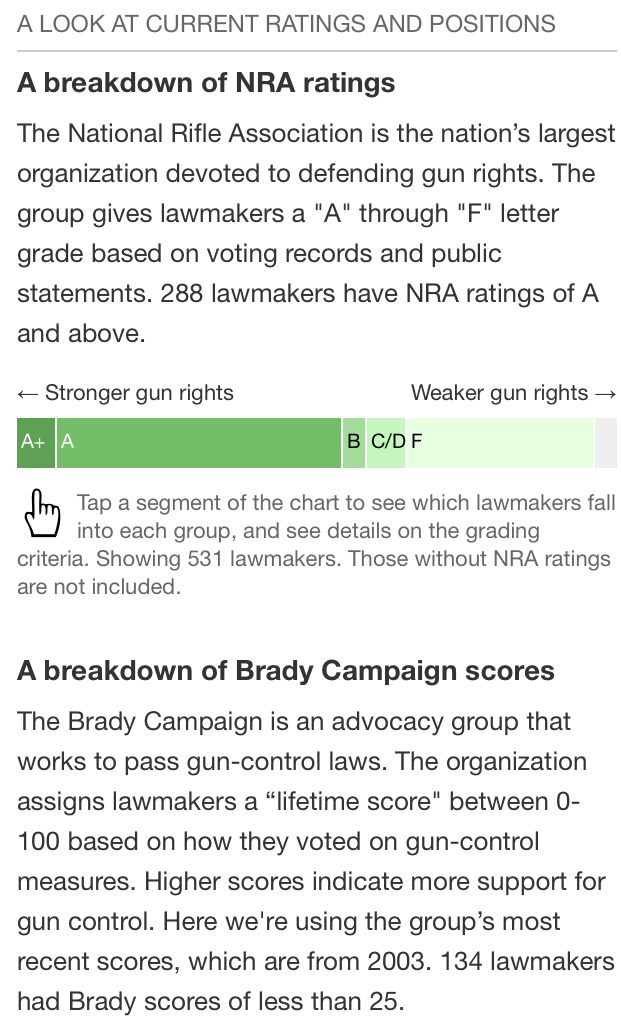 A LOOK AT CURRENT RATINGS AND POSITIONS
A breakdown of NRA ratings
The National Rifle Association is the nation’s largest
organization devoted to defending gun rights. The
group gives lawmakers a "A" through "F" letter
grade based on voting records and public
statements. 288 lawmakers have NRA ratings of A
and above.
← Stronger gun rights Weaker gun rights →
A+ A B C/D F
Tap a segment of the chart to see which lawmakers fall
into each group, and see details on the grading
criteria. Showing 531 lawmakers. Those without NRA ratings
are not included.
A breakdown of Brady Campaign scores
The Brady Campaign is an advocacy group that
works to pass gun-control laws. The organization
assigns lawmakers a “lifetime score" between 0-
100 based on how they voted on gun-control
measures. Higher scores indicate more support for
gun control. Here we're using the group’s most
recent scores, which are from 2003. 134 lawmakers
had Brady scores of less than 25.